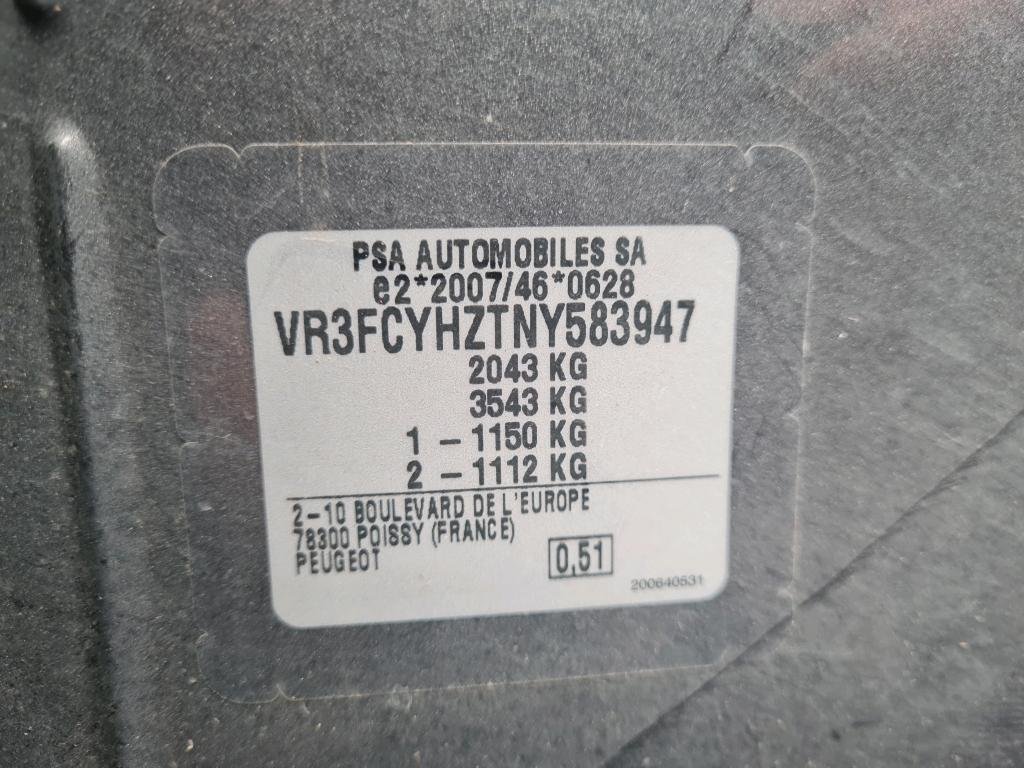 PSA AUTOMOBILES SA
e2*2007/46*0628
VR3FCYHZTNY583947
2043 KG
3543 KG
1 - 1150 KG
2 - 1112 KG
2-10 BOULEVARD DE L'EUROPE
78300 POISSY (FRANCE)
PEUGEOT
0,51
200640531